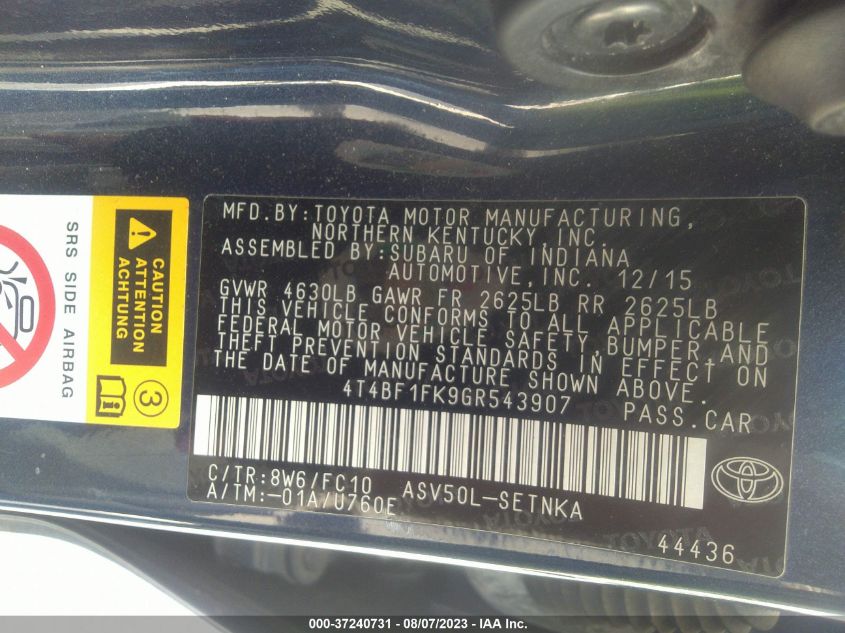 SRS SIDE AIRBAG
CAUTION
ATTENTION
ACHTUNG
3
MFD.BY:TOYOTA MOTOR MANUFACTURING,
NORTHERN KENTUCKY,INC.
ASSEMBLED BY:SUBARU OF INDIANA
AUTOMOTIVE,INC. 12/15
GVWR 4630LB GAWR FR 2625LB RR 2625LB
THIS VEHICLE CONFORMS TO ALL APPLICABLE
FEDERAL MOTOR VEHICLE SAFETY,BUMPER,AND
THEFT PREVENTION STANDARDS IN EFFECT ON
THE DATE OF MANUFACTURE SHOWN ABOVE.
4T4BF1FK9GR543907 PASS.CAR
C/TR:8W6/FC10 ASV50L-SETNKA
A/TM:-01A/U760E
44436
000-37240731 — 08/07/2023 — IAA Inc.